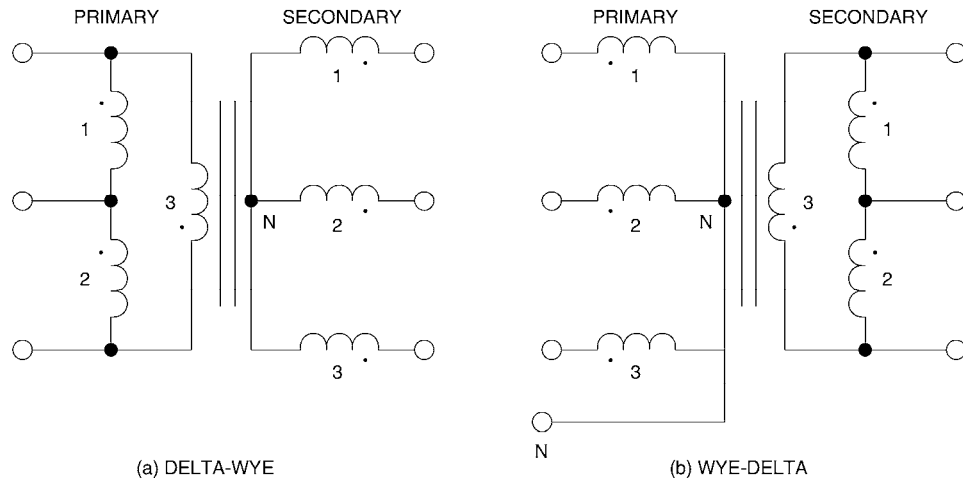 PRIMARY SECONDARY PRIMARY SECONDARY
1 1 1 1
3 N 2 2 N 3
2 2
3 3
N
(a) DELTA-WYE (b) WYE-DELTA